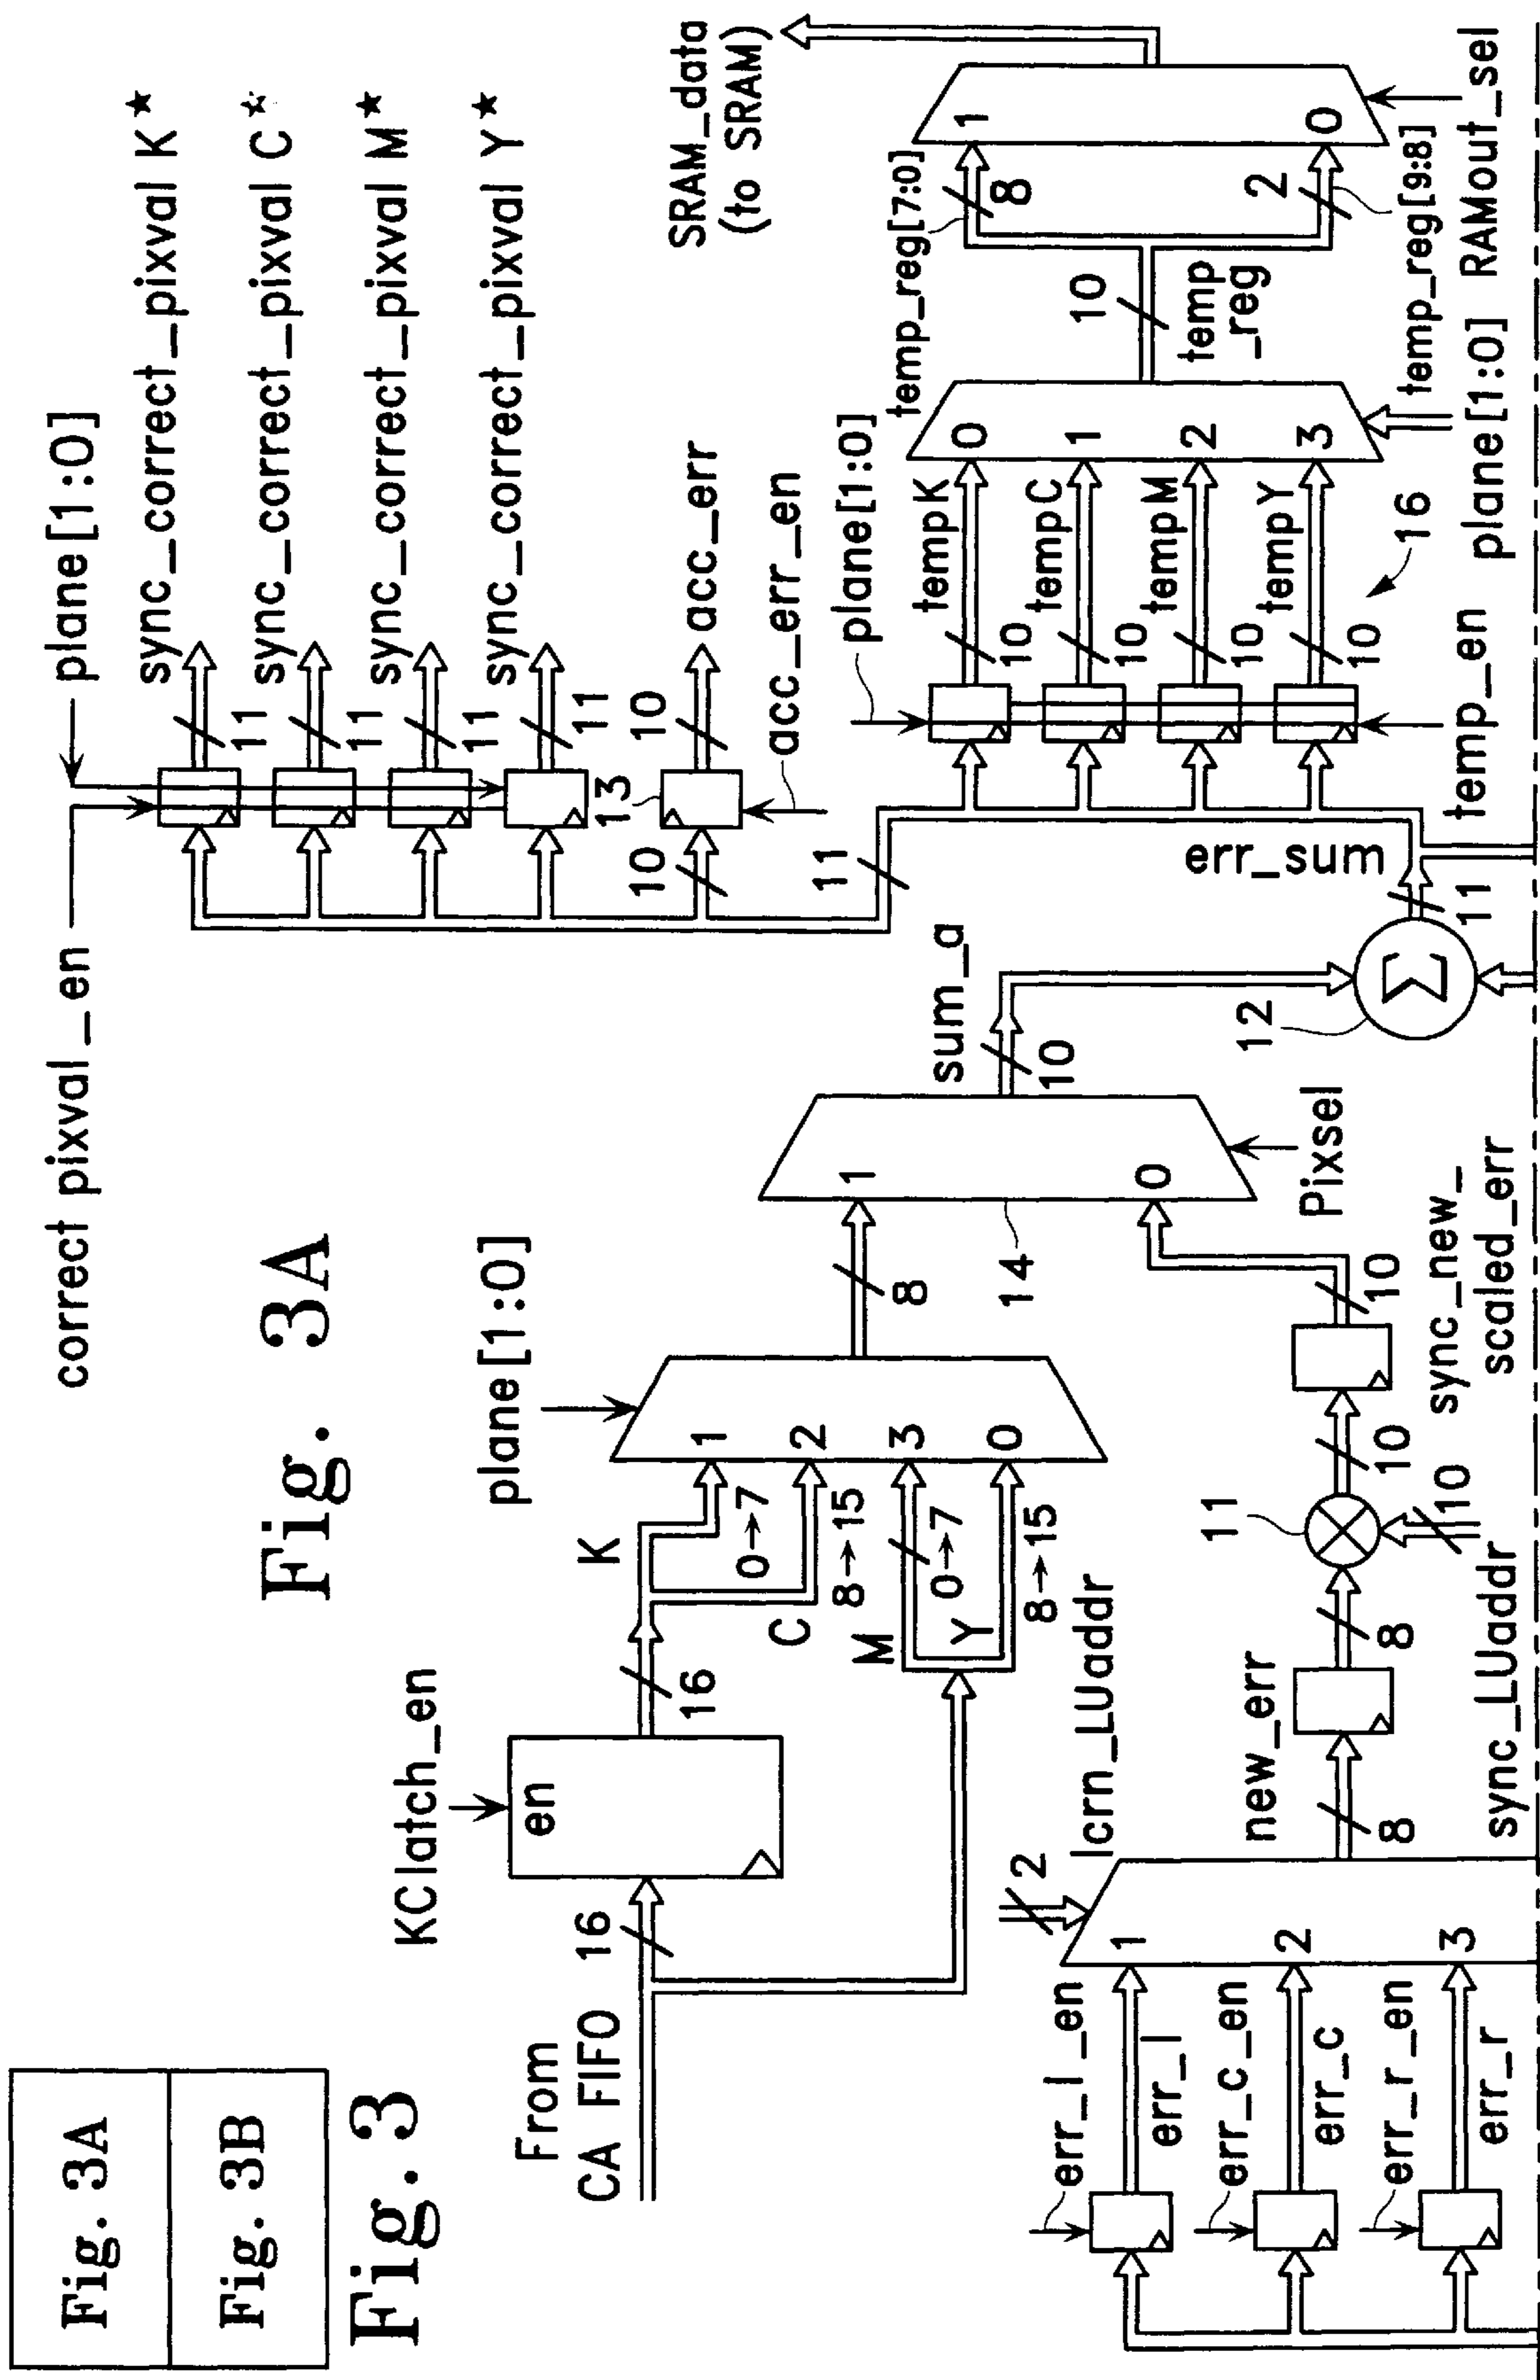 Fig. 3A
Fig. 3B
Fig. 3
Fig. 3A
correct pixval_en
plane[1:0]
sync_correct_pixval K★
sync_correct_pixval C★
sync_correct_pixval M★
sync_correct_pixval Y★
11
11
11
11
13
10
10
acc_err
acc_err_en
11
From
CA FIFO
16
KClatch_en
en
16
K
0→7
C
8→15
M
0→7
Y
8→15
plane[1:0]
1
2
3
0
8
1
0
14
Pixsel
sum_a
10
12
Σ
11
err_sum
plane[1:0]
tempK
10
tempC
10
tempM
10
tempY
10
temp_en
16
0
1
2
3
plane[1:0]
10
temp
_reg
temp_reg[7:0]
8
2
temp_reg[9:8]
1
0
RAMout_sel
SRAM_data
(to SRAM)
err_l_en
err_l
err_c_en
err_c
err_r_en
err_r
2
lcrn_LUaddr
1
2
3
new_err
8
8
sync_LUaddr
11
10
10
10
sync_new_
scaled_err